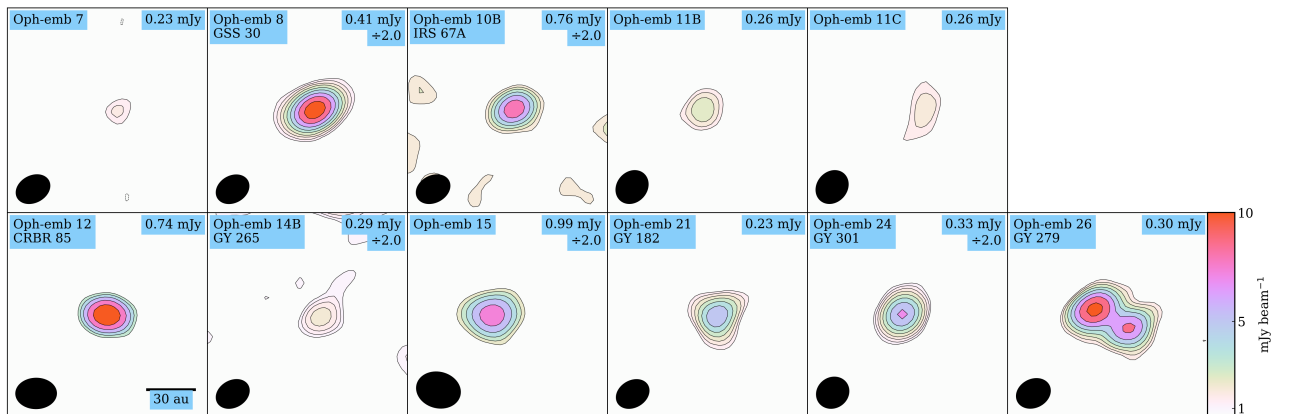 Oph-emb 7 0.23 mJy
Oph-emb 8 0.41 mJy
GSS 30 ÷2.0
Oph-emb 10B 0.76 mJy
IRS 67A ÷2.0
Oph-emb 11B 0.26 mJy
Oph-emb 11C 0.26 mJy
Oph-emb 12 0.74 mJy
CRBR 85
30 au
Oph-emb 14B 0.29 mJy
GY 265 ÷2.0
Oph-emb 15 0.99 mJy
÷2.0
Oph-emb 21 0.23 mJy
GY 182
Oph-emb 24 0.33 mJy
GY 301 ÷2.0
Oph-emb 26 0.30 mJy
GY 279
10
5
1
mJy beam⁻¹